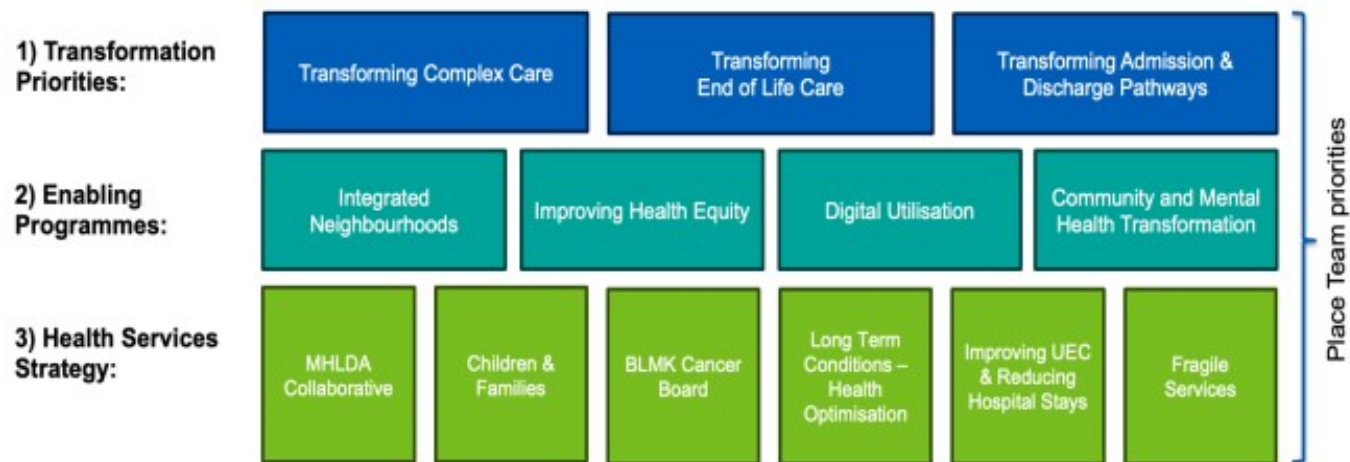 1) Transformation
Priorities:
Transforming Complex Care
Transforming
End of Life Care
Transforming Admission &
Discharge Pathways
2) Enabling
Programmes:
Integrated
Neighbourhoods
Improving Health Equity
Digital Utilisation
Community and Mental
Health Transformation
3) Health Services
Strategy:
MHLDA
Collaborative
Children &
Families
BLMK Cancer
Board
Long Term
Conditions –
Health
Optimisation
Improving UEC
& Reducing
Hospital Stays
Fragile
Services
Place Team priorities